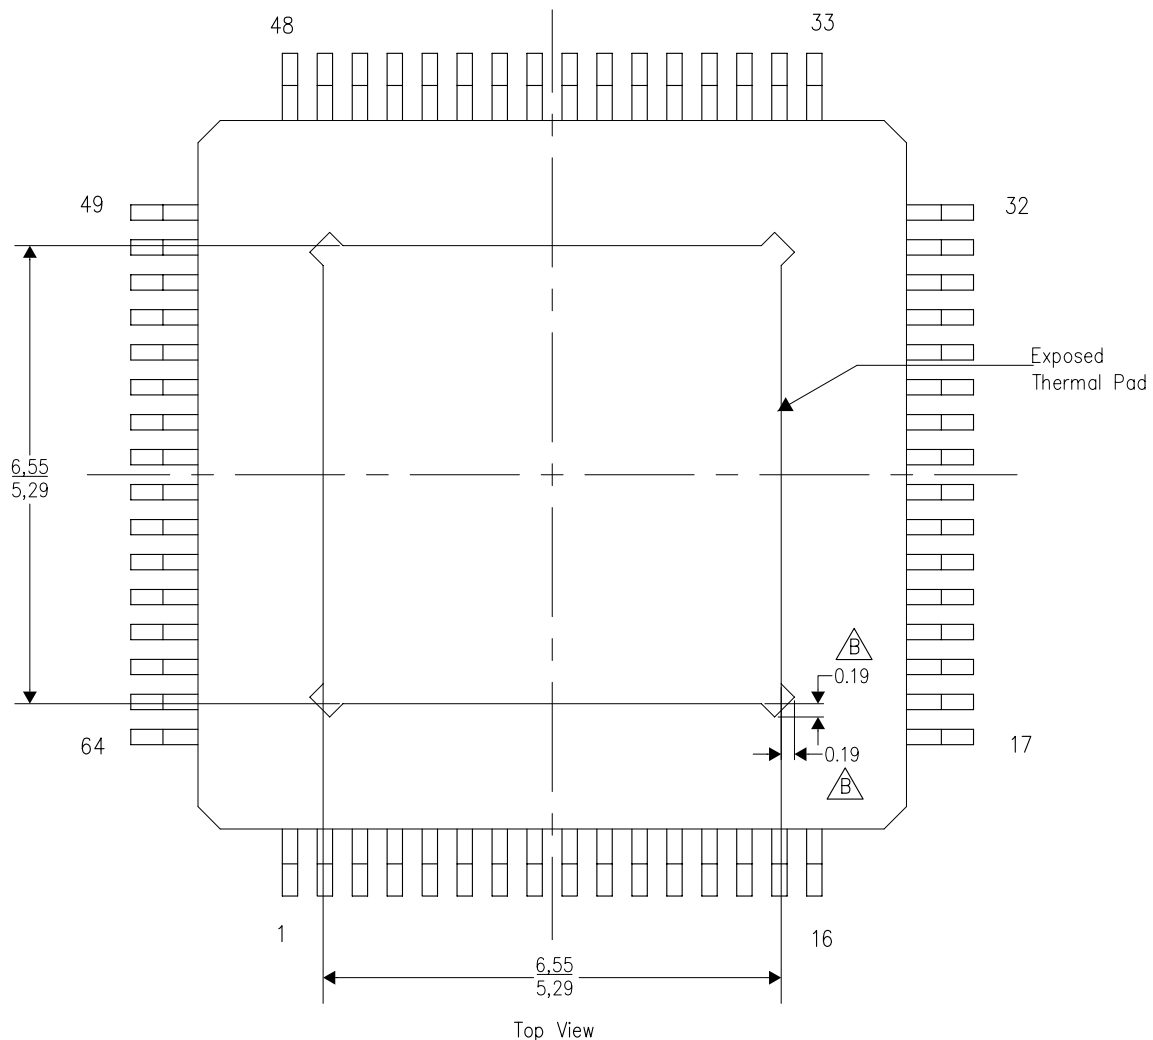 48
33
49
32
Exposed
Thermal Pad
6,55
5,29
B
0.19
64
17
0.19
B
1
16
6,55
5,29
Top View